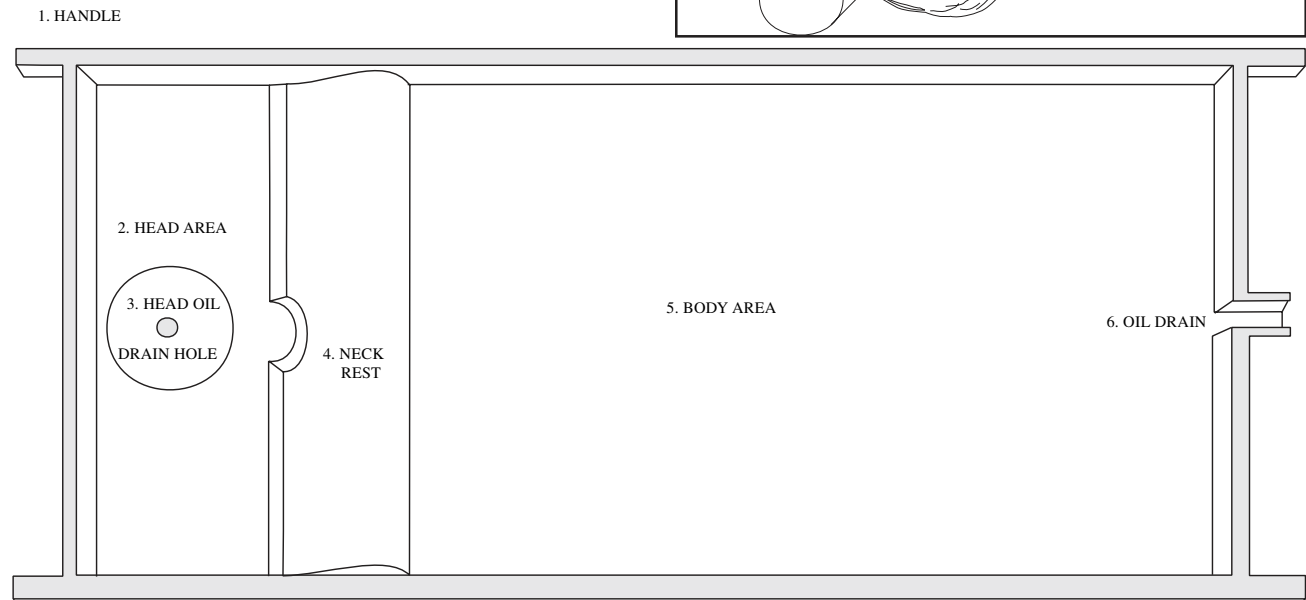 1. HANDLE
2. HEAD AREA
3. HEAD OIL
DRAIN HOLE
4. NECK
REST
5. BODY AREA
6. OIL DRAIN